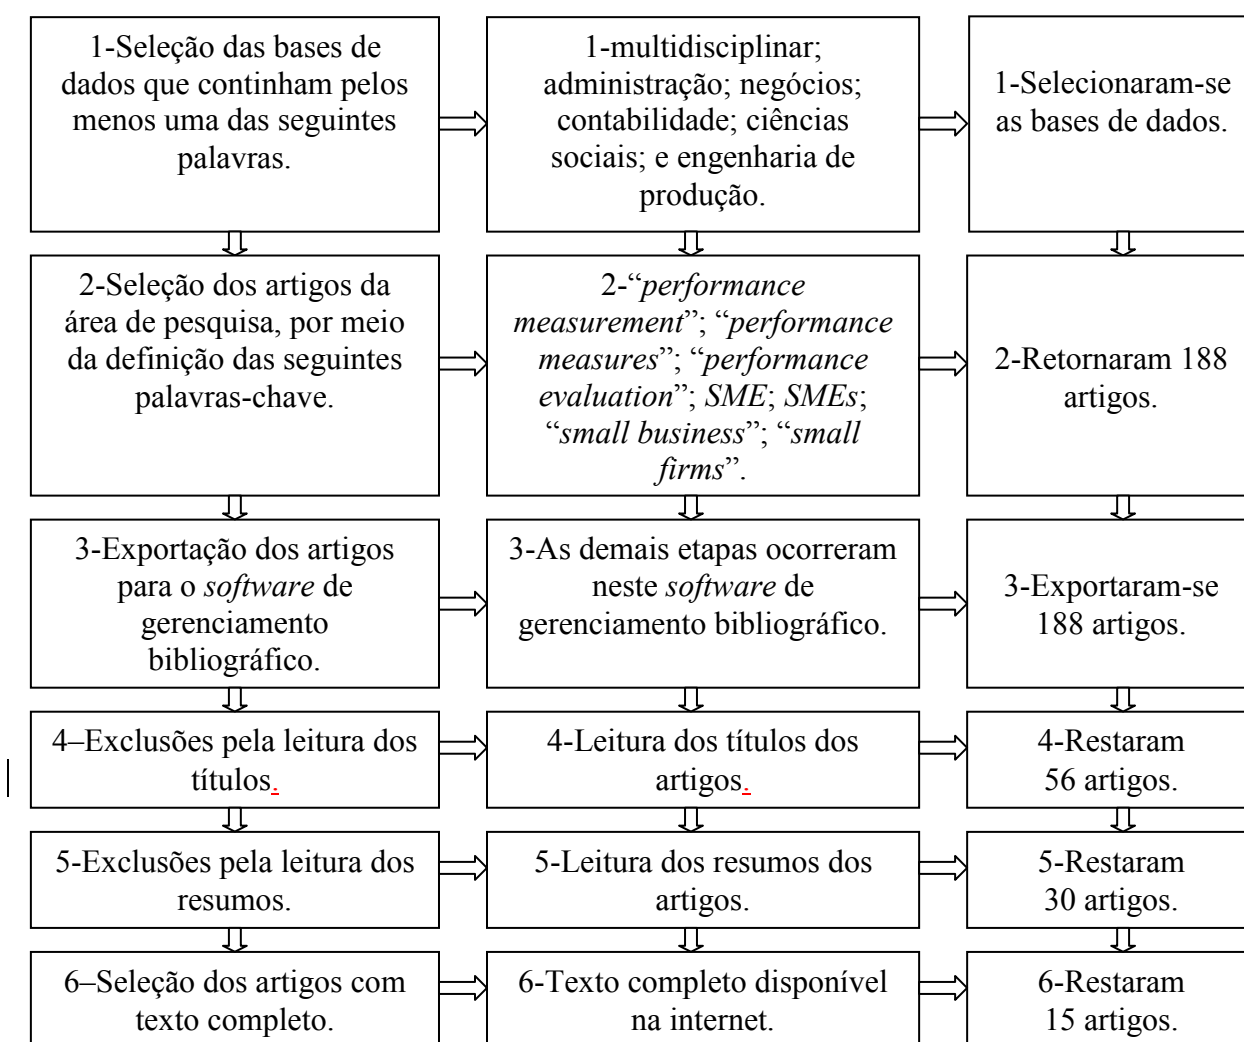 1-Seleção das bases de
dados que continham pelos
menos uma das seguintes
palavras.
1-multidisciplinar;
administração; negócios;
contabilidade; ciências
sociais; e engenharia de
produção.
1-Selecionaram-se
as bases de dados.
2-Seleção dos artigos da
área de pesquisa, por meio
da definição das seguintes
palavras-chave.
2-“performance
measurement”; “performance
measures”; “performance
evaluation”; SME; SMEs;
“small business”; “small
firms”.
2-Retornaram 188
artigos.
3-Exportação dos artigos
para o software de
gerenciamento
bibliográfico.
3-As demais etapas ocorreram
neste software de
gerenciamento bibliográfico.
3-Exportaram-se
188 artigos.
4–Exclusões pela leitura dos
títulos.
4-Leitura dos títulos dos
artigos.
4-Restaram
56 artigos.
5-Exclusões pela leitura dos
resumos.
5-Leitura dos resumos dos
artigos.
5-Restaram
30 artigos.
6–Seleção dos artigos com
texto completo.
6-Texto completo disponível
na internet.
6-Restaram
15 artigos.